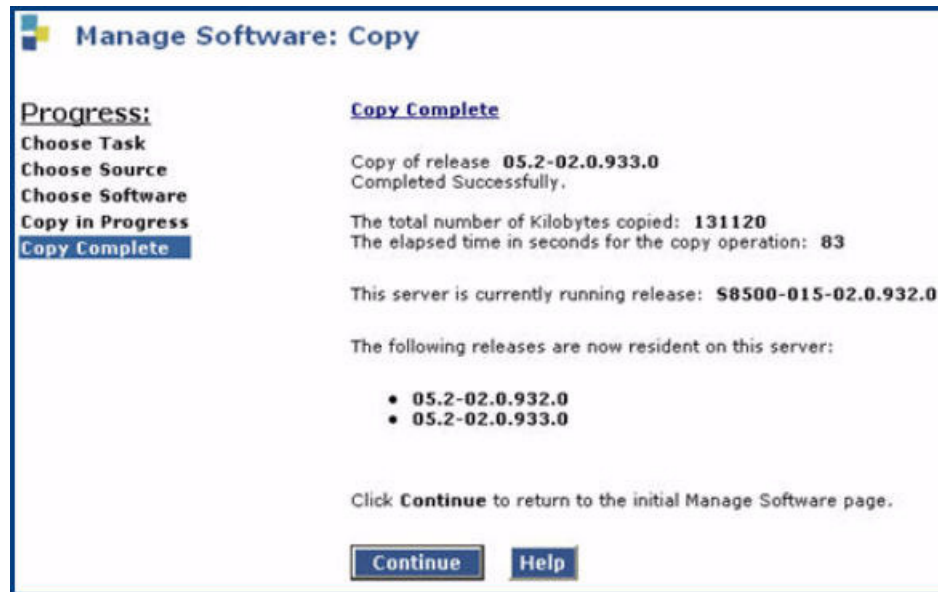 Manage Software: Copy
Progress:
Choose Task
Choose Source
Choose Software
Copy in Progress
Copy Complete
Copy Complete
Copy of release 05.2-02.0.933.0
Completed Successfully.
The total number of Kilobytes copied: 131120
The elapsed time in seconds for the copy operation: 83
This server is currently running release: S8500-015-02.0.932.0
The following releases are now resident on this server:
• 05.2-02.0.932.0
• 05.2-02.0.933.0
Click Continue to return to the initial Manage Software page.
Continue Help